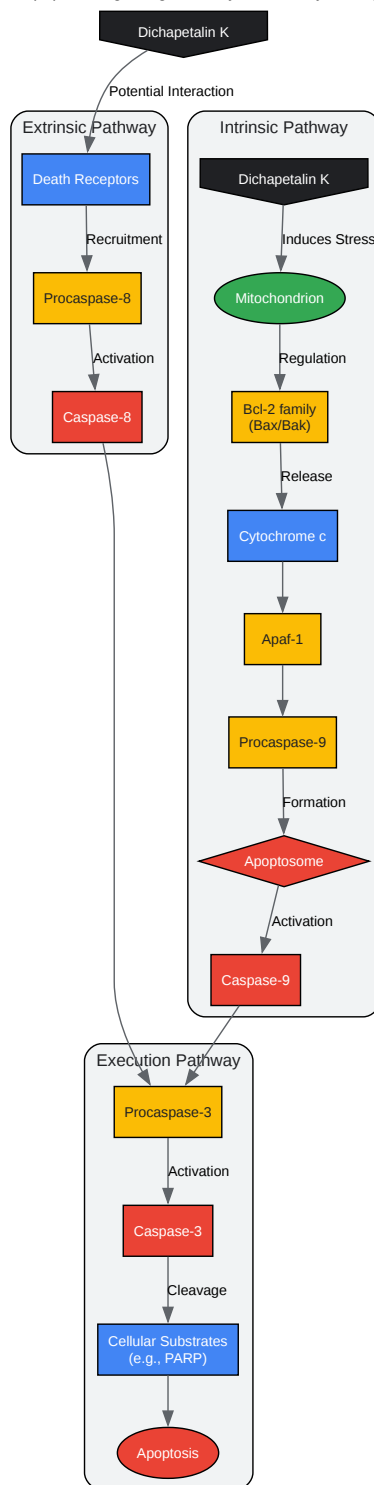 Dichapetalin K
Potential Interaction
Extrinsic Pathway
Death Receptors
Recruitment
Procaspase-8
Activation
Caspase-8
Intrinsic Pathway
Dichapetalin K
Induces Stress
Mitochondrion
Regulation
Bcl-2 family
(Bax/Bak)
Release
Cytochrome c
Apaf-1
Procaspase-9
Formation
Apoptosome
Activation
Caspase-9
Execution Pathway
Procaspase-3
Activation
Caspase-3
Cleavage
Cellular Substrates
(e.g., PARP)
Apoptosis